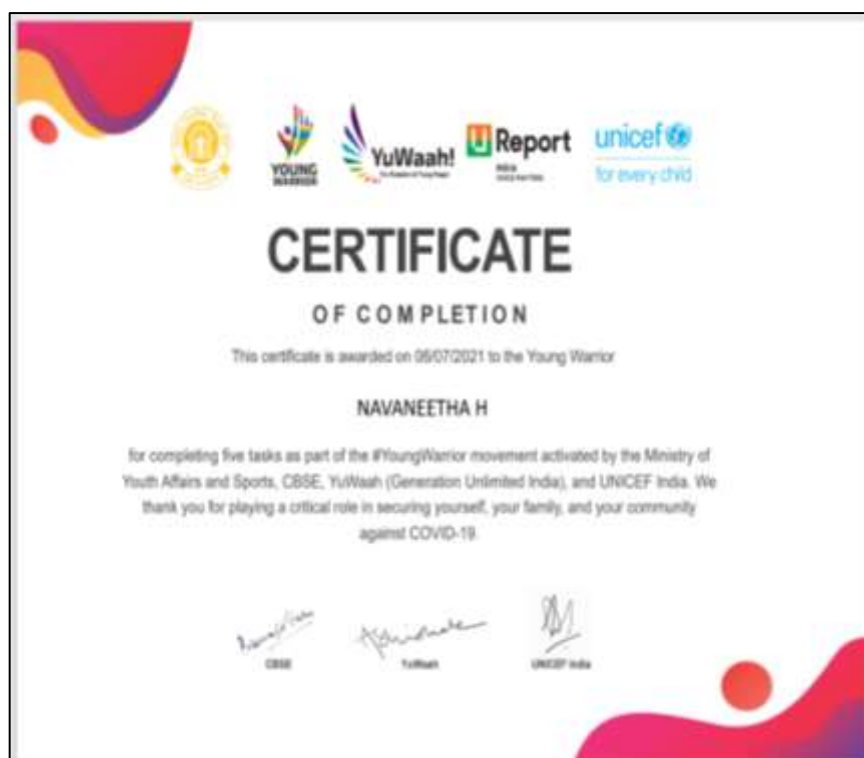 YOUNG
WARRIOR
YuWaah!
U Report
unicef
for every child
CERTIFICATE
OF COMPLETION
This certificate is awarded on 06/07/2021 to the Young Warrior
NAVANEETHA H
for completing five tasks as part of the #YoungWarrior movement activated by the Ministry of
Youth Affairs and Sports, CBSE, YuWaah (Generation Unlimited India), and UNICEF India. We
thank you for playing a critical role in securing yourself, your family, and your community
against COVID-19.
CBSE
YuWaah
UNICEF India